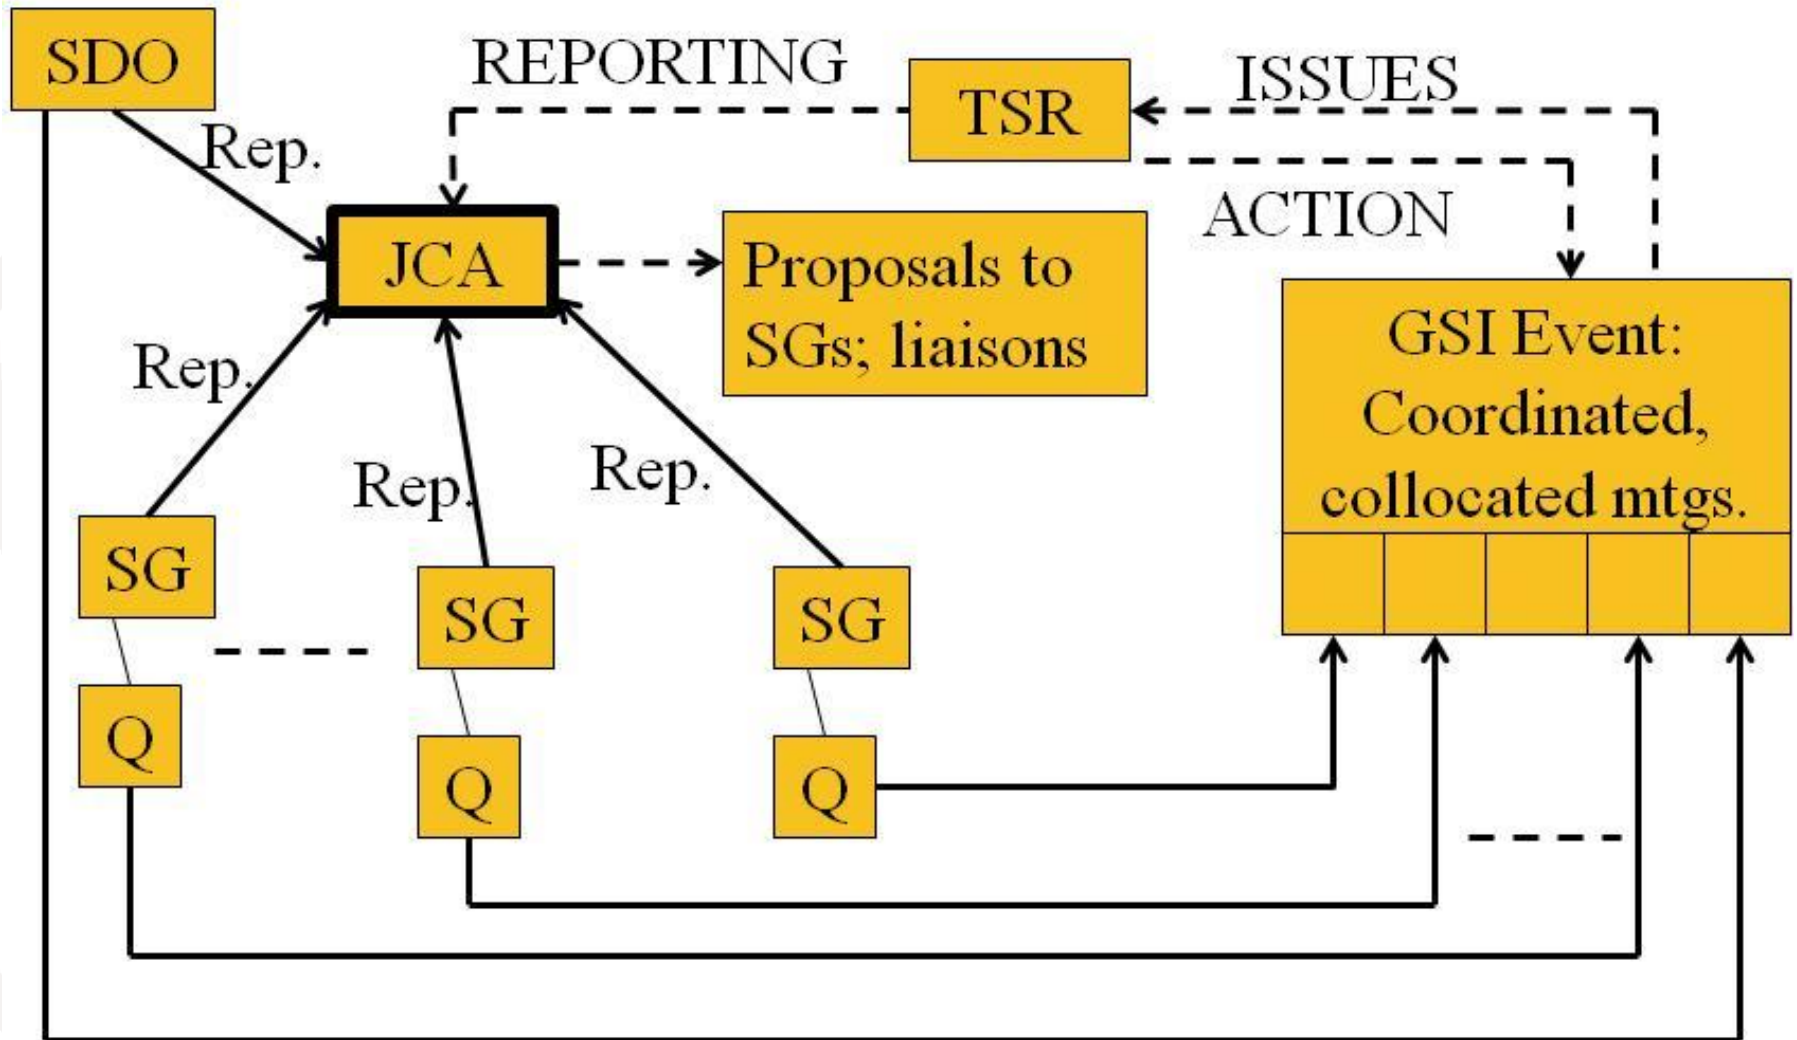 SDO
REPORTING
TSR
ISSUES
Rep.
ACTION
JCA
Proposals to
SGs; liaisons
GSI Event:
Coordinated,
collocated mtgs.
Rep.
Rep.
Rep.
SG
SG
SG
Q
Q
Q